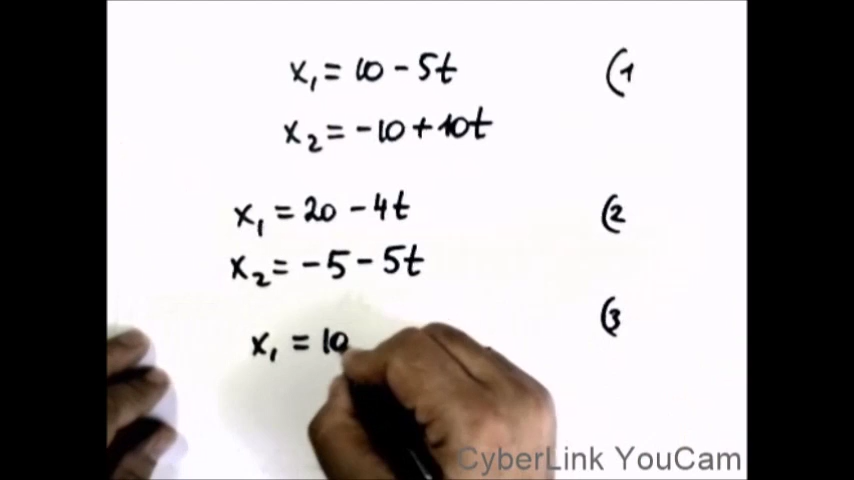 x₁ = 10 - 5t (1
x₂ = -10 + 10t
x₁ = 20 - 4t (2
x₂ = -5 - 5t
(3
x₁ = 10
CyberLink YouCam